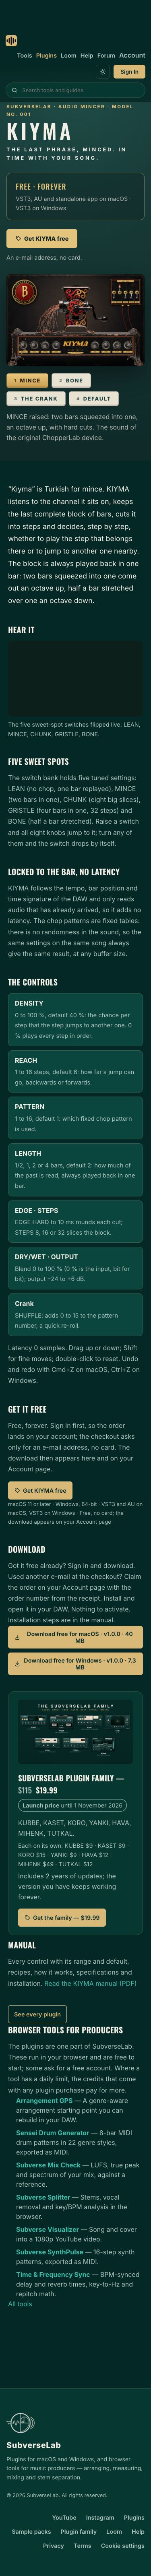 Tools Plugins Loom Help Forum Account
Sign In
Search tools and guides
SUBVERSELAB · AUDIO MINCER · MODEL
NO. 001
KIYMA
THE LAST PHRASE, MINCED. IN
TIME WITH YOUR SONG.
FREE · FOREVER
VST3, AU and standalone app on macOS ·
VST3 on Windows
Get KIYMA free
An e-mail address, no card.
B
KIYMA
1 MINCE
2 BONE
3 THE CRANK
4 DEFAULT
MINCE raised: two bars squeezed into one,
an octave up, with hard cuts. The sound of
the original ChopperLab device.
“Kıyma” is Turkish for mince. KIYMA
listens to the channel it sits on, keeps
the last complete block of bars, cuts it
into steps and decides, step by step,
whether to play the step that belongs
there or to jump to another one nearby.
The block is always played back in one
bar: two bars squeezed into one come
out an octave up, half a bar stretched
over one an octave down.
HEAR IT
The five sweet-spot switches flipped live: LEAN,
MINCE, CHUNK, GRISTLE, BONE.
FIVE SWEET SPOTS
The switch bank holds five tuned settings:
LEAN (no chop, one bar replayed), MINCE
(two bars in one), CHUNK (eight big slices),
GRISTLE (four bars in one, 32 steps) and
BONE (half a bar stretched). Raise a switch
and all eight knobs jump to it; turn any of
them and the switch drops by itself.
LOCKED TO THE BAR, NO LATENCY
KIYMA follows the tempo, bar position and
time signature of the DAW and only reads
audio that has already arrived, so it adds no
latency. The choice of steps is not random:
there is no randomness in the sound, so the
same settings on the same song always
give the same result, no matter how you set
any buffer size.
THE CONTROLS
DENSITY
0 to 100 %, default 40 %: the chance per
step that the step jumps to another one. 0
% plays every step in order.
REACH
1 to 16 steps, default 6: how far a jump can
go, backwards or forwards.
PATTERN
1 to 16, default 1: which fixed chop pattern
is used.
LENGTH
1/2, 1, 2 or 4 bars, default 2: how much of
the past is read, always played back in one
bar.
EDGE · STEPS
EDGE HARD to 10 ms rounds each cut;
STEPS 8, 16 or 32 slices the block.
DRY/WET · OUTPUT
Blend 0 to 100 % (0 % is the input, bit for
bit); output −24 to +6 dB.
Crank
SHUFFLE: adds 0 to 15 to the pattern
number, a quick re-roll.
Latency 0 samples. Drag up or down; Shift
for fine moves; double-click to reset. Undo
and redo with Cmd+Z on macOS, Ctrl+Z on
Windows.
GET IT FREE
Free, forever. Sign in first, so the order
lands on your account; the checkout asks
only for an e-mail address, no card. The
download then appears here and on your
Account page.
Get KIYMA free
macOS 11 or later · Windows, 64-bit · VST3 and AU on
macOS, VST3 on Windows · Free, no card; the
download appears on your Account page
DOWNLOAD
Got it free already? Sign in and download.
Used another e-mail at the checkout? Claim
the order on your Account page with the
order number from the receipt. Install and
open it in your DAW. Nothing to activate.
Installation steps are in the manual.
Download free for macOS · v1.0.0 · 40
MB
Download free for Windows · v1.0.0 · 7.3
MB
THE SUBVERSELAB FAMILY
SUBVERSELAB PLUGIN FAMILY —
$115 $19.99
Launch price until 1 November 2026
KUBBE, KASET, KORO, YANKI, HAVA,
MIHENK, TUTKAL.
Each on its own: KUBBE $9 · KASET $9 ·
KORO $15 · YANKI $9 · HAVA $12 ·
MIHENK $49 · TUTKAL $12
Includes 2 years of updates; the
version you have keeps working
forever.
Get the family — $19.99
MANUAL
Every control with its range and default,
recipes, how it works, specifications and
installation. Read the KIYMA manual (PDF)
See every plugin
BROWSER TOOLS FOR PRODUCERS
The plugins are one part of SubverseLab.
These run in your browser and are free to
start; some ask for a free account. Where a
tool has a daily limit, the credits that come
with any plugin purchase pay for more.
Arrangement GPS — A genre-aware
arrangement starting point you can
rebuild in your DAW.
Sensei Drum Generator — 8-bar MIDI
drum patterns in 22 genre styles,
exported as MIDI.
Subverse Mix Check — LUFS, true peak
and spectrum of your mix, against a
reference.
Subverse Splitter — Stems, vocal
removal and key/BPM analysis in the
browser.
Subverse Visualizer — Song and cover
into a 1080p YouTube video.
Subverse SynthPulse — 16-step synth
patterns, exported as MIDI.
Time & Frequency Sync — BPM-synced
delay and reverb times, key-to-Hz and
repitch math.
All tools
SubverseLab
Plugins for macOS and Windows, and browser
tools for music producers — arranging, measuring,
mixing and stem separation.
© 2026 SubverseLab. All rights reserved.
YouTube Instagram Plugins
Sample packs Plugin family Loom Help
Privacy Terms Cookie settings